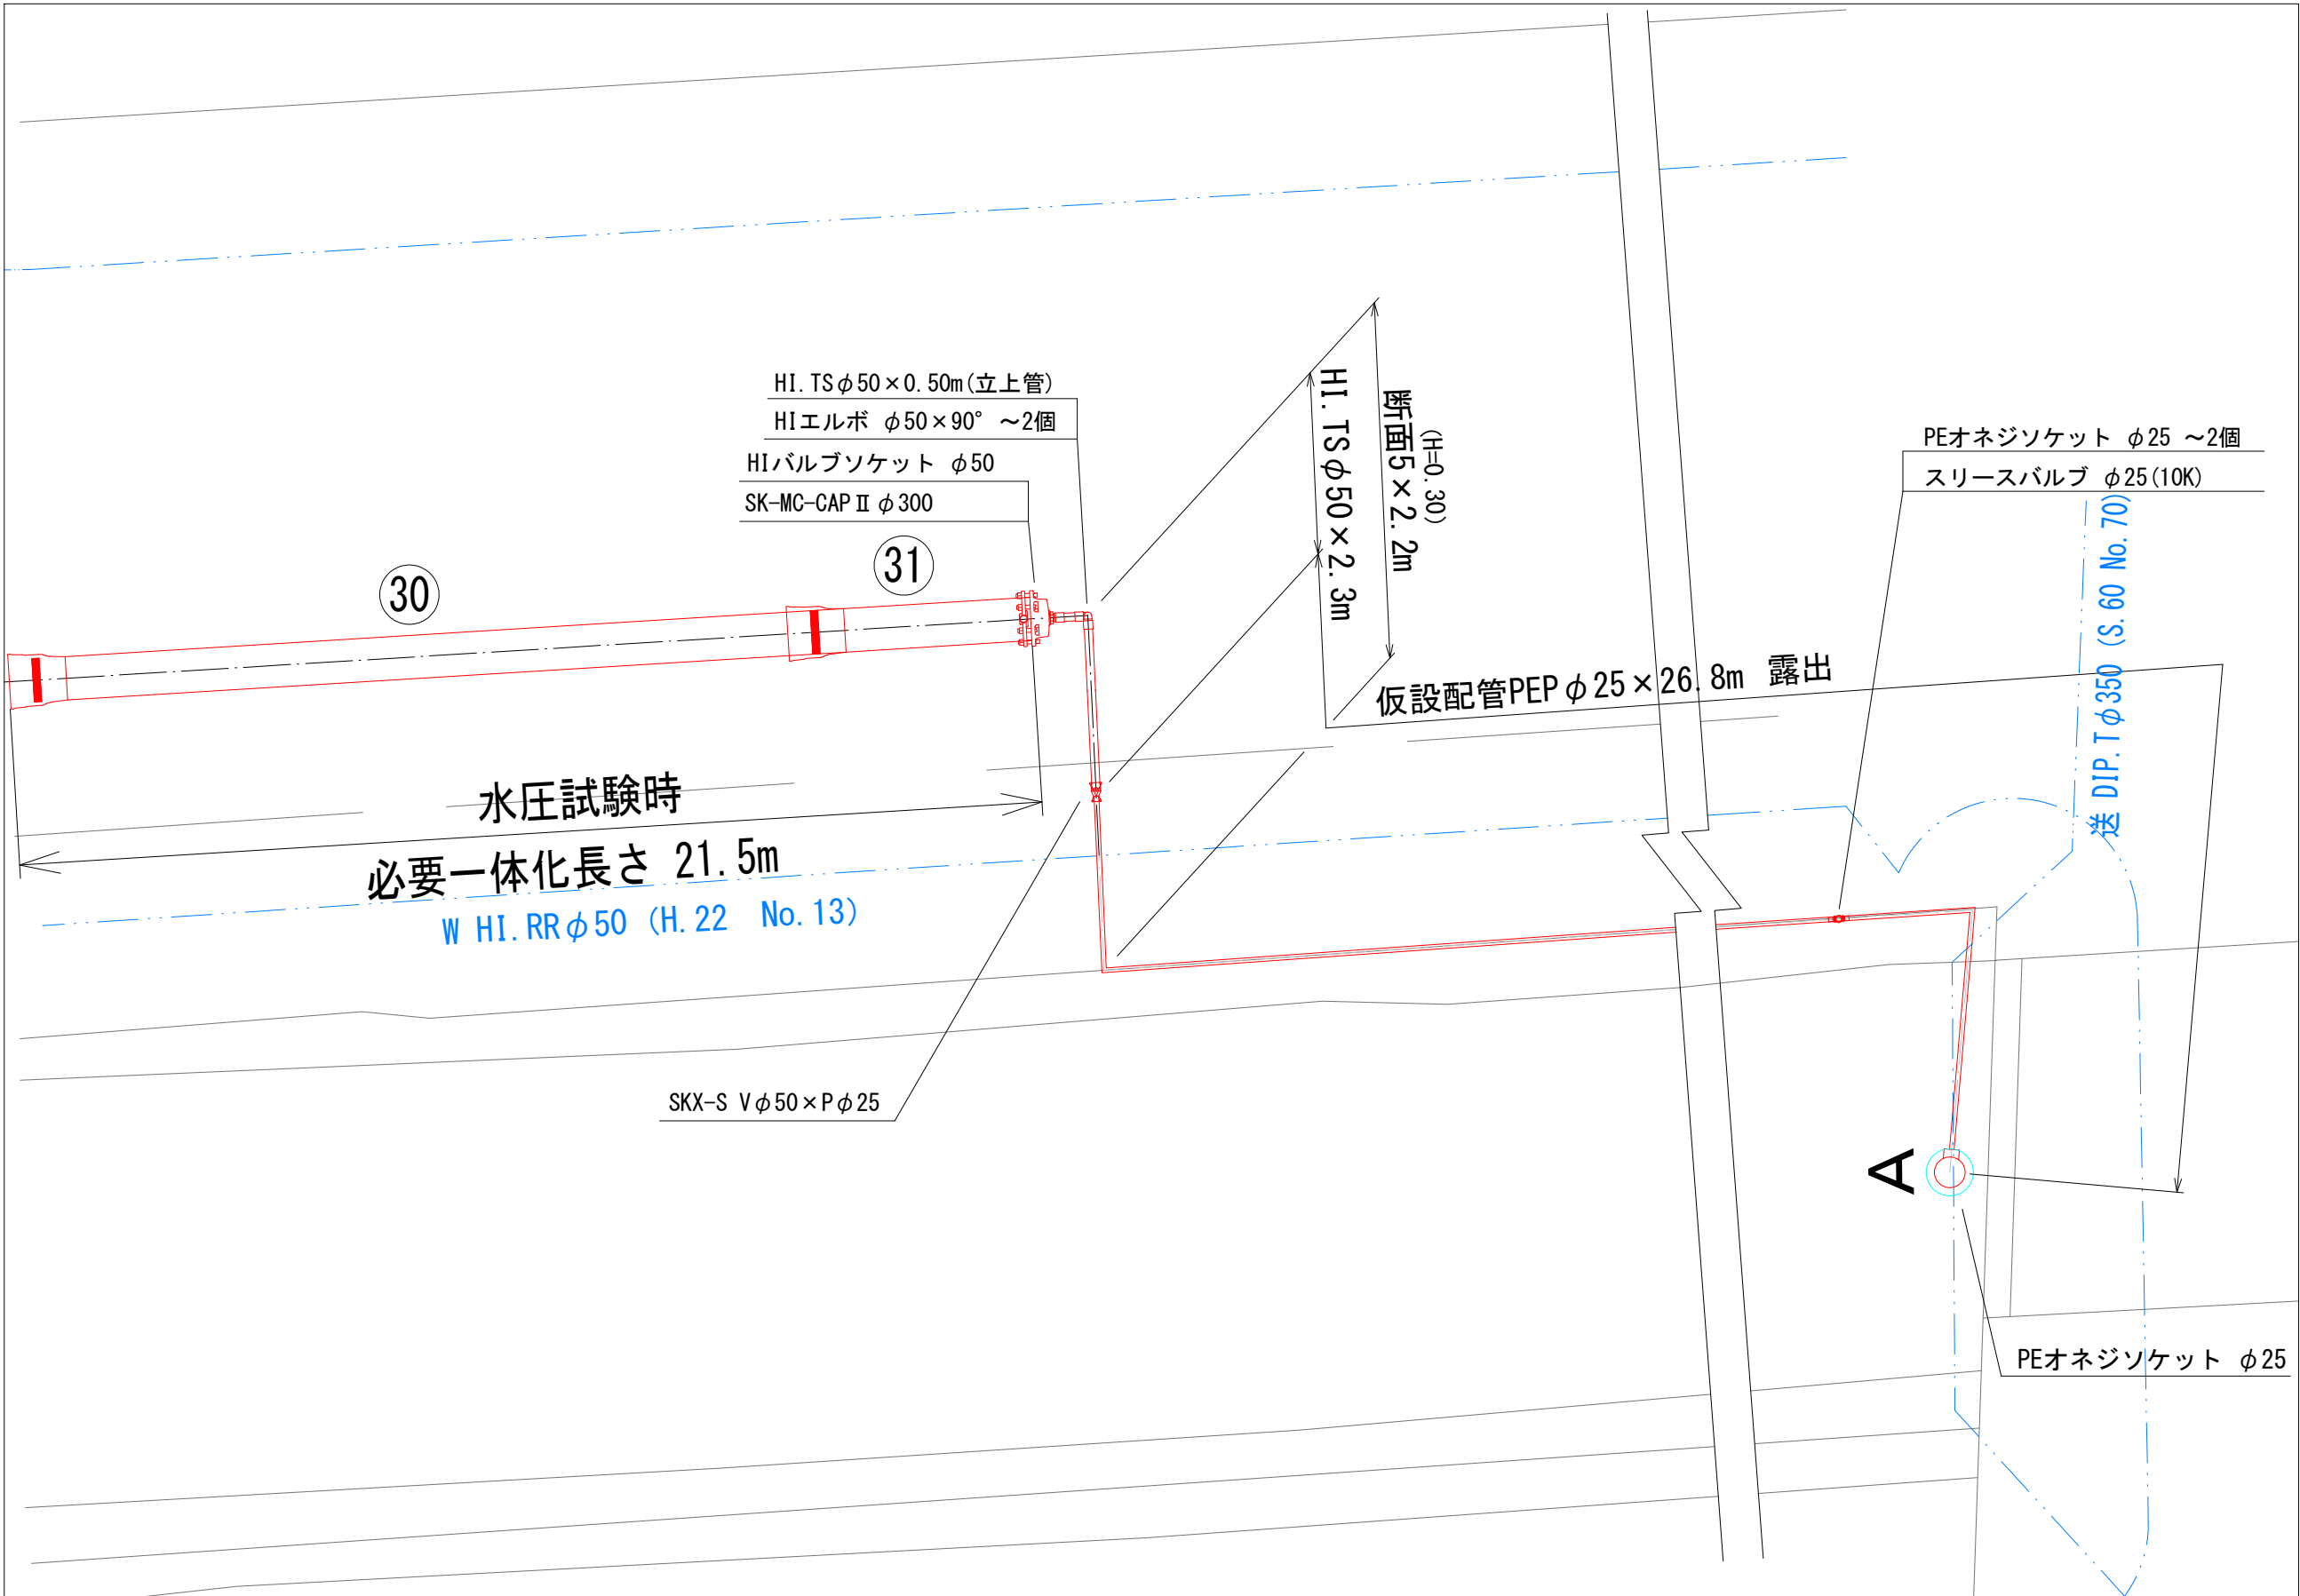 HI.TSφ50×0.50m(立上管)
HIエルボ φ50×90° ～2個
HIバルブソケット φ50
SK-MC-CAPⅡφ300
30
31
HI.TSφ50×2.3m
断面5×2.2m
(H=0.30)
PEオネジソケット φ25 ～2個
スリースバルブ φ25(10K)
送 DIP.Tφ350 (S.60 No.70)
仮設配管PEPφ25×26.8m 露出
水圧試験時
必要一体化長さ 21.5m
W HI.RRφ50 (H.22 No.13)
SKX-S Vφ50×Pφ25
A
PEオネジソケット φ25